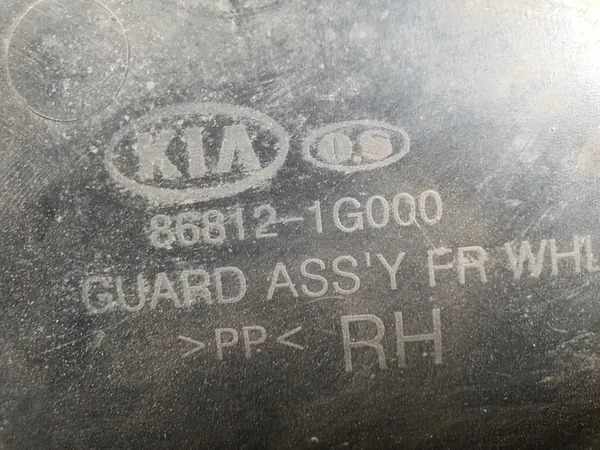 KIA O.S
86812-1G000
GUARD ASS'Y FR WHL
>PP< RH